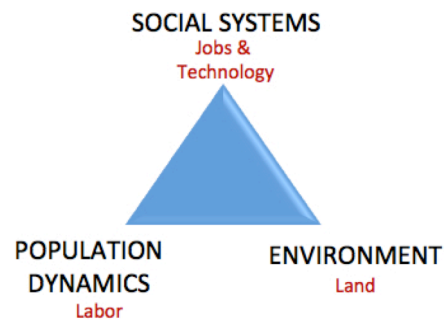 SOCIAL SYSTEMS
Jobs &
Technology
POPULATION
DYNAMICS
Labor
ENVIRONMENT
Land